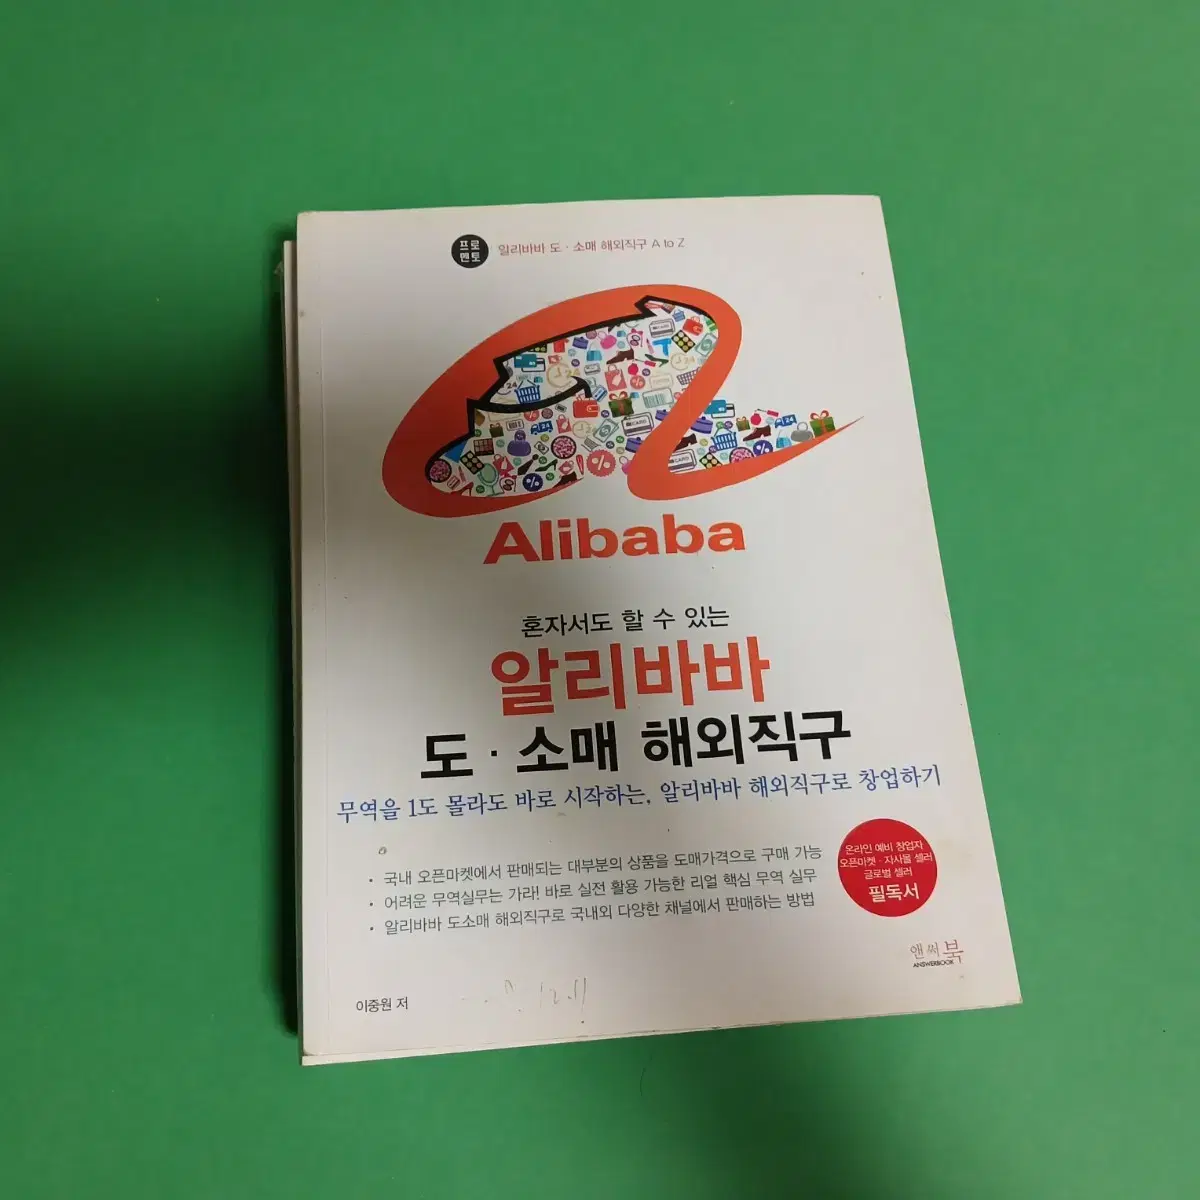 프로
멘토
알리바바 도·소매 해외직구 A to Z
Alibaba
혼자서도 할 수 있는
알리바바
도·소매 해외직구
무역을 1도 몰라도 바로 시작하는, 알리바바 해외직구로 창업하기
• 국내 오픈마켓에서 판매되는 대부분의 상품을 도매가격으로 구매 가능
• 어려운 무역실무는 가라! 바로 실전 활용 가능한 리얼 핵심 무역 실무
• 알리바바 도소매 해외직구로 국내외 다양한 채널에서 판매하는 방법
온라인 예비 창업자
오픈마켓·자사몰 셀러
글로벌 셀러
필독서
앤써북
ANSWERBOOK
이중원 저